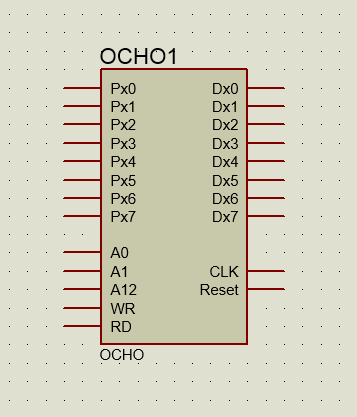 OCHO1
Px0 Dx0
Px1 Dx1
Px2 Dx2
Px3 Dx3
Px4 Dx4
Px5 Dx5
Px6 Dx6
Px7 Dx7
A0
A1 CLK
A12 Reset
WR
RD
OCHO